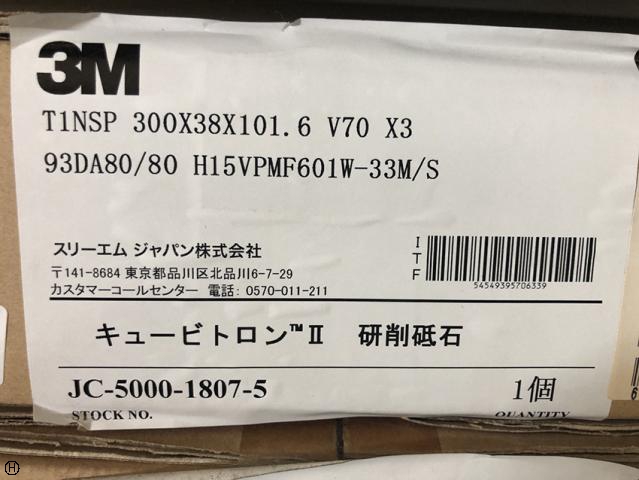 3M
T1NSP 300X38X101.6 V70 X3
93DA80/80 H15VPMF601W-33M/S
スリーエム ジャパン株式会社
〒141-8684 東京都品川区北品川6-7-29
カスタマーコールセンター 電話: 0570-011-211
ITF
54549395706339
キュービトロン™II 研削砥石
JC-5000-1807-5
1個
STOCK NO.
QUANTITY
6
H